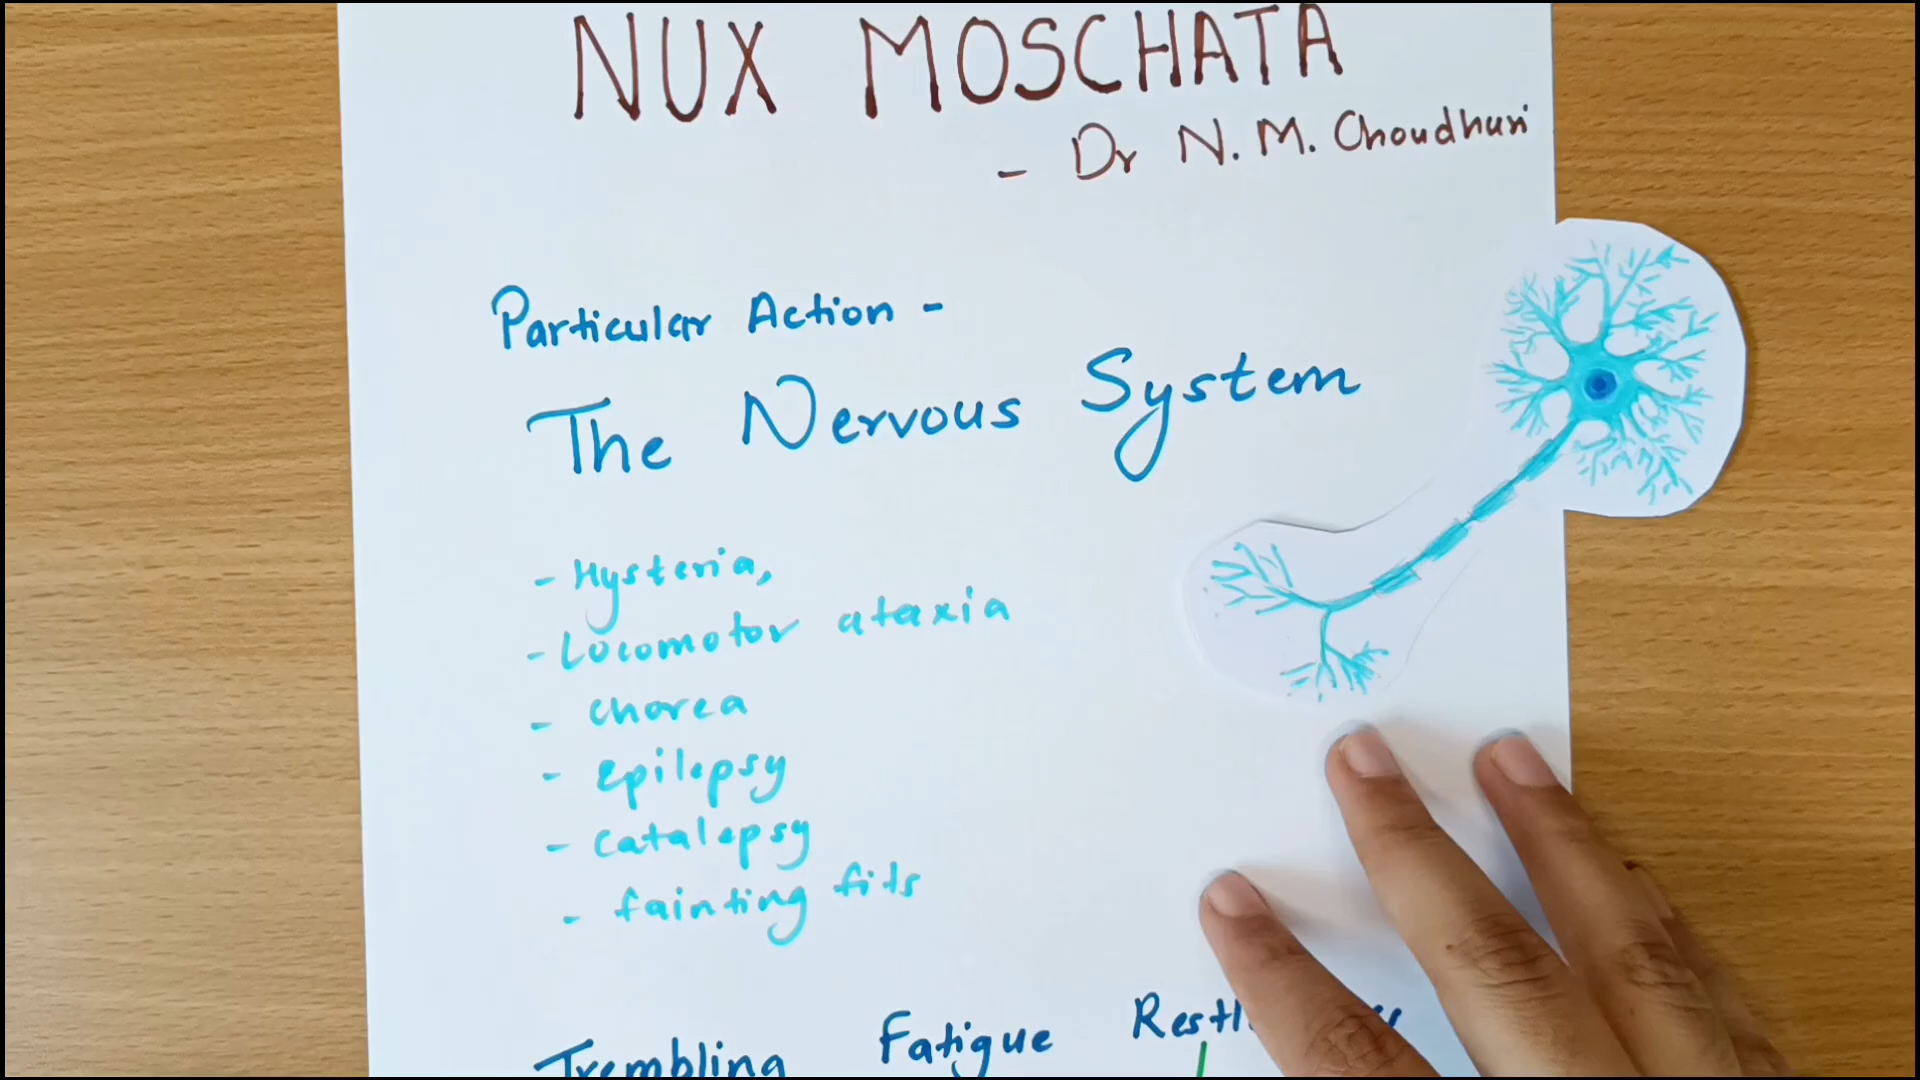 NUX MOSCHATA
- Dr N. M. Choudhuri
Particular Action -
The Nervous System
- Hysteria,
- Locomotor ataxia
- chorea
- Epilepsy
- catalepsy
- fainting fits
Trembling Fatigue